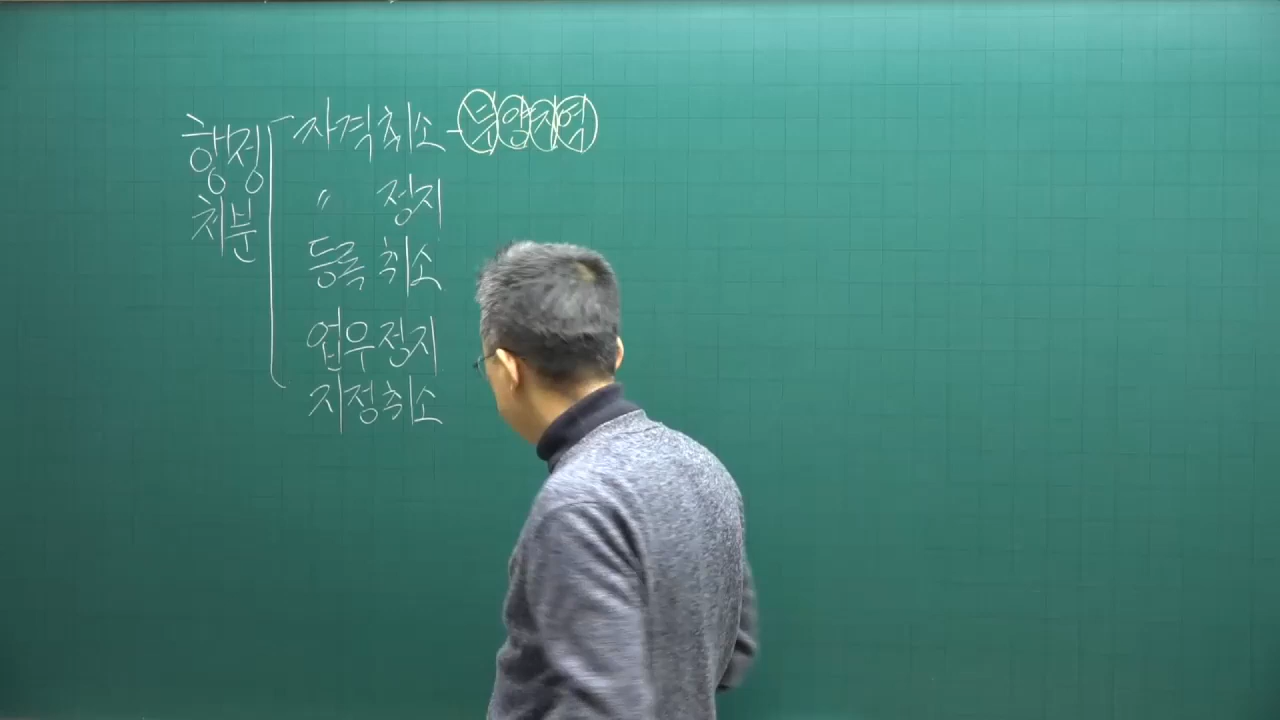 행정
처분
자격취소-부양지역
〃 정지
등록취소
업무정지
지정취소